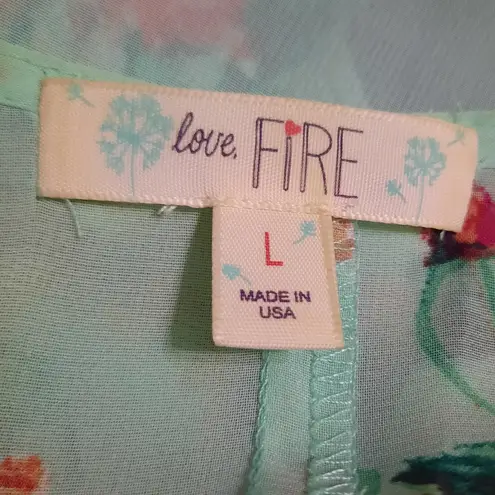 love, FiRE
L
MADE IN
USA